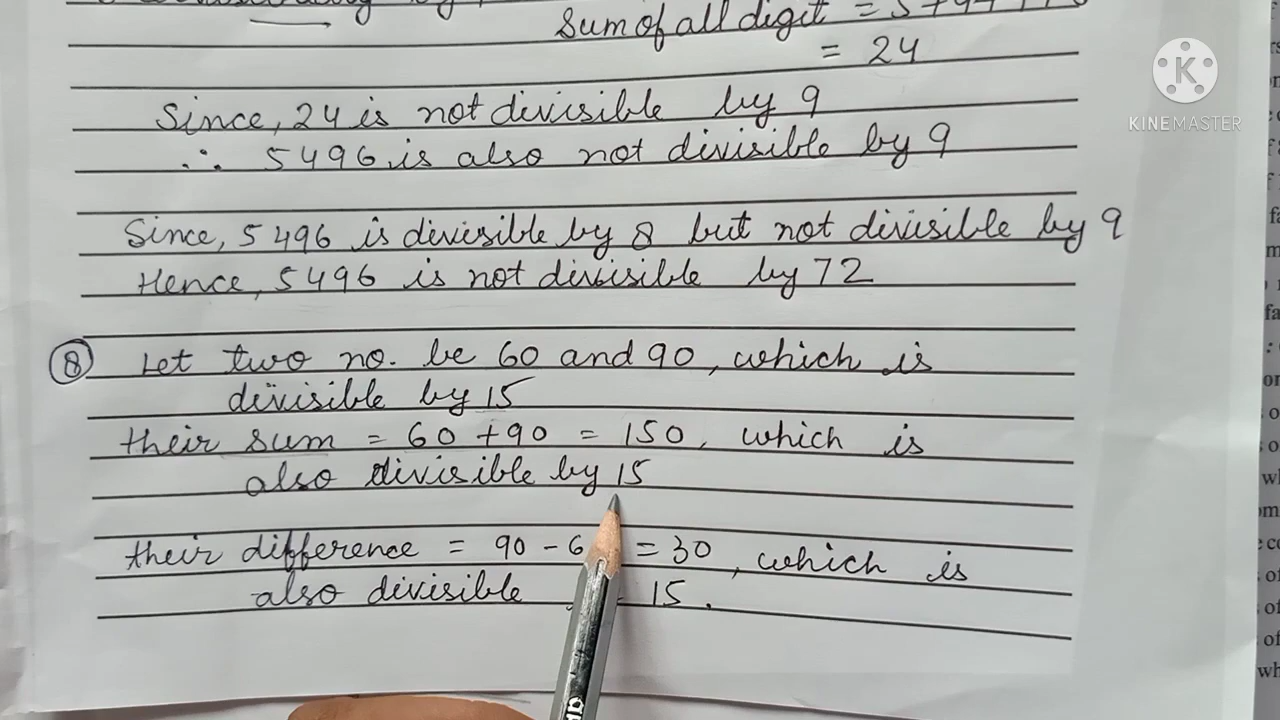 Sum of all digit = 5+9+
= 24
Since, 24 is not divisible by 9
∴ 5496 is also not divisible by 9
Since, 5496 is divisible by 8 but not divisible by 9
Hence, 5496 is not divisible by 72
8 Let two no. be 60 and 90, which is
divisible by 15
their sum = 60 + 90 = 150, which is
also divisible by 15
their difference = 90 - 6 = 30, which is
also divisible 15.
KINEMASTER